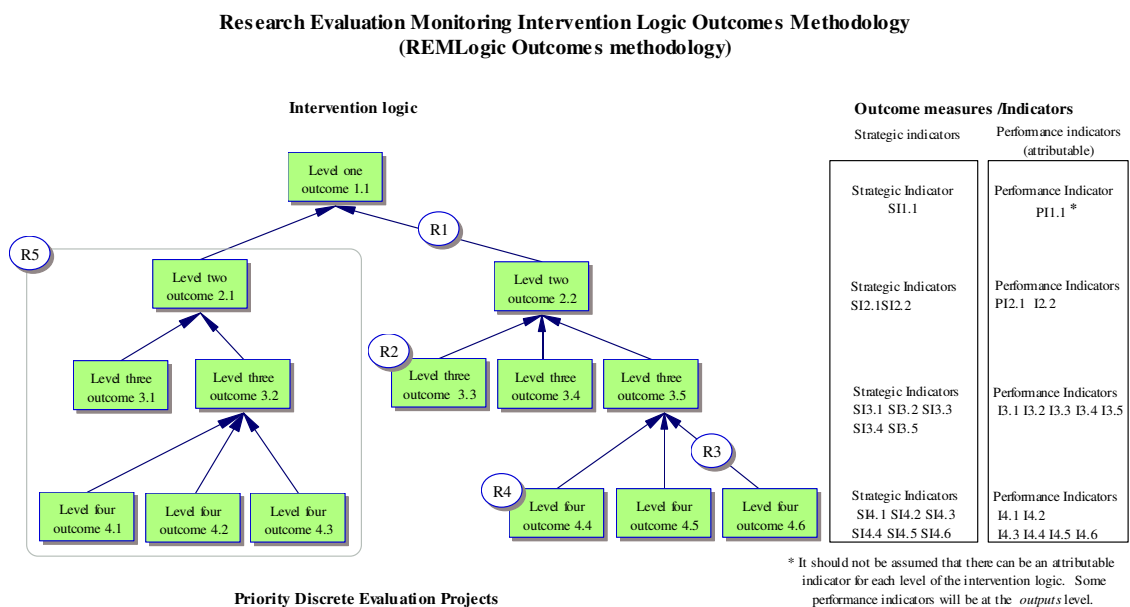 Research Evaluation Monitoring Intervention Logic Outcomes Methodology
(REMLogic Outcomes methodology)
Intervention logic
Level one
outcome 1.1
R1
R5
Level two
outcome 2.1
Level two
outcome 2.2
R2
Level three
outcome 3.1
Level three
outcome 3.2
Level three
outcome 3.3
Level three
outcome 3.4
Level three
outcome 3.5
R3
R4
Level four
outcome 4.1
Level four
outcome 4.2
Level four
outcome 4.3
Level four
outcome 4.4
Level four
outcome 4.5
Level four
outcome 4.6
Priority Discrete Evaluation Projects
Outcome measures /Indicators
Strategic indicators
Performance indicators
(attributable)
Strategic Indicator
SI1.1
Performance Indicator
PI1.1 *
Strategic Indicators
SI2.1SI2.2
Performance Indicators
PI2.1 I2.2
Strategic Indicators
SI3.1 SI3.2 SI3.3
SI3.4 SI3.5
Performance Indicators
I3.1 I3.2 I3.3 I3.4 I3.5
Strategic Indicators
SI4.1 SI4.2 SI4.3
SI4.4 SI4.5 SI4.6
Performance Indicators
I4.1 I4.2
I4.3 I4.4 I4.5 I4.6
* It should not be assumed that there can be an attributable
indicator for each level of the intervention logic. Some
performance indicators will be at the outputs level.